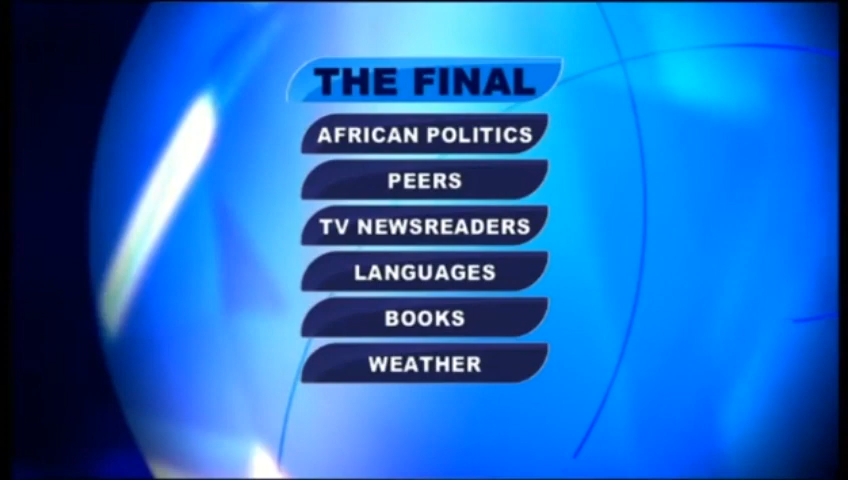 THE FINAL
AFRICAN POLITICS
PEERS
TV NEWSREADERS
LANGUAGES
BOOKS
WEATHER